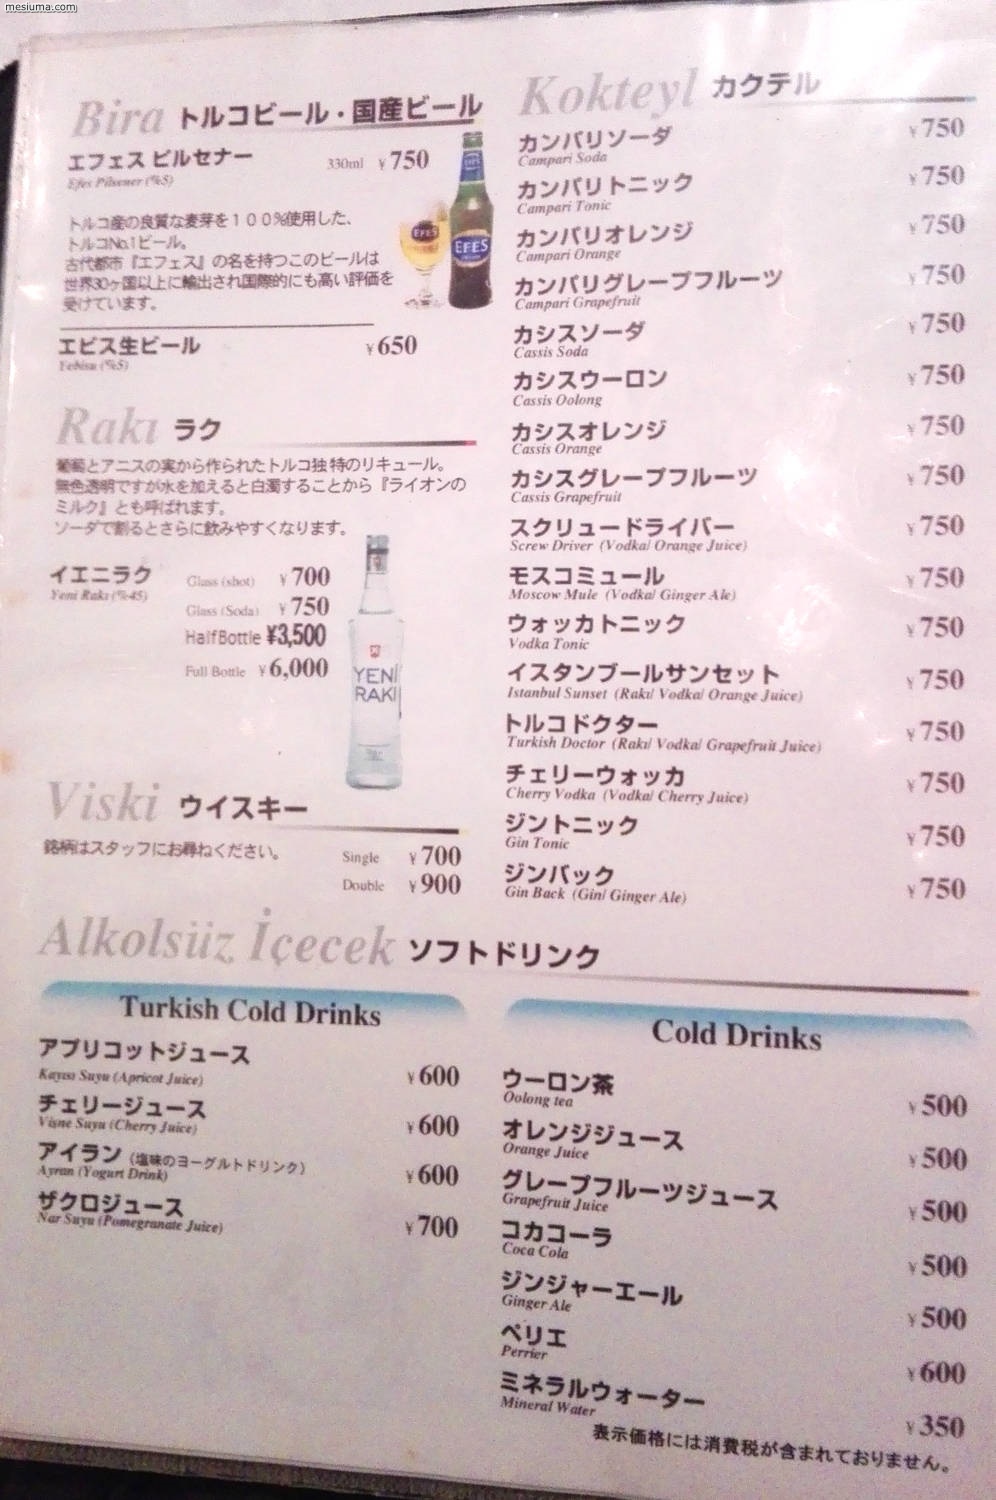 mesiuma.com
Bira トルコビール・国産ビール
エフェス ピルセナー 330ml ¥750
Efes Pilsener (%5)
トルコ産の良質な麦芽を１００％使用した、
トルコNo.1ビール。
古代都市『エフェス』の名を持つこのビールは
世界30ヶ国以上に輸出され国際的にも高い評価を
受けています。
EFES
EFES
EFES
エビス生ビール ¥650
Yebisu (%5)
Rakı ラク
葡萄とアニスの実から作られたトルコ独特のリキュール。
無色透明ですが水を加えると白濁することから『ライオンの
ミルク』とも呼ばれます。
ソーダで割るとさらに飲みやすくなります。
イエニラク Glass (shot) ¥700
Yeni Rakı (%45)
Glass (Soda) ¥750
HalfBottle ¥3,500
Full Bottle ¥6,000
YENİ
RAKI
Viski ウイスキー
銘柄はスタッフにお尋ねください。
Single ¥700
Double ¥900
Kokteyl カクテル
カンパリソーダ ¥750
Campari Soda
カンパリトニック ¥750
Campari Tonic
カンパリオレンジ ¥750
Campari Orange
カンパリグレープフルーツ ¥750
Campari Grapefruit
カシスソーダ ¥750
Cassis Soda
カシスウーロン ¥750
Cassis Oolong
カシスオレンジ ¥750
Cassis Orange
カシスグレープフルーツ ¥750
Cassis Grapefruit
スクリュードライバー ¥750
Screw Driver (Vodka/ Orange Juice)
モスコミュール ¥750
Moscow Mule (Vodka/ Ginger Ale)
ウォッカトニック ¥750
Vodka Tonic
イスタンブールサンセット ¥750
Istanbul Sunset (Rakı/ Vodka/ Orange Juice)
トルコドクター ¥750
Turkish Doctor (Rakı/ Vodka/ Grapefruit Juice)
チェリーウォッカ ¥750
Cherry Vodka (Vodka/ Cherry Juice)
ジントニック ¥750
Gin Tonic
ジンバック ¥750
Gin Back (Gin/ Ginger Ale)
Alkolsüz İçecek ソフトドリンク
Turkish Cold Drinks
アプリコットジュース
Kayısı Suyu (Apricot Juice) ¥600
チェリージュース
Vişne Suyu (Cherry Juice) ¥600
アイラン（塩味のヨーグルトドリンク）
Ayran (Yogurt Drink) ¥600
ザクロジュース
Nar Suyu (Pomegranate Juice) ¥700
Cold Drinks
ウーロン茶
Oolong tea ¥500
オレンジジュース
Orange Juice ¥500
グレープフルーツジュース
Grapefruit Juice ¥500
コカコーラ
Coca Cola ¥500
ジンジャーエール
Ginger Ale ¥500
ペリエ
Perrier ¥600
ミネラルウォーター
Mineral Water ¥350
表示価格には消費税が含まれておりません。